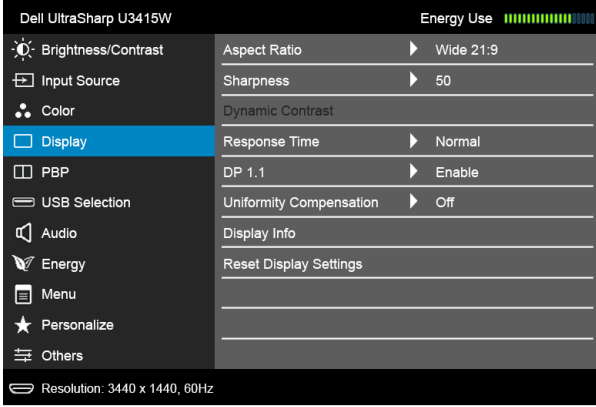 Dell UltraSharp U3415W Energy Use
Brightness/Contrast Aspect Ratio Wide 21:9
Input Source Sharpness 50
Color Dynamic Contrast
Display Response Time Normal
PBP DP 1.1 Enable
USB Selection Uniformity Compensation Off
Audio Display Info
Energy Reset Display Settings
Menu
Personalize
Others
Resolution: 3440 x 1440, 60Hz